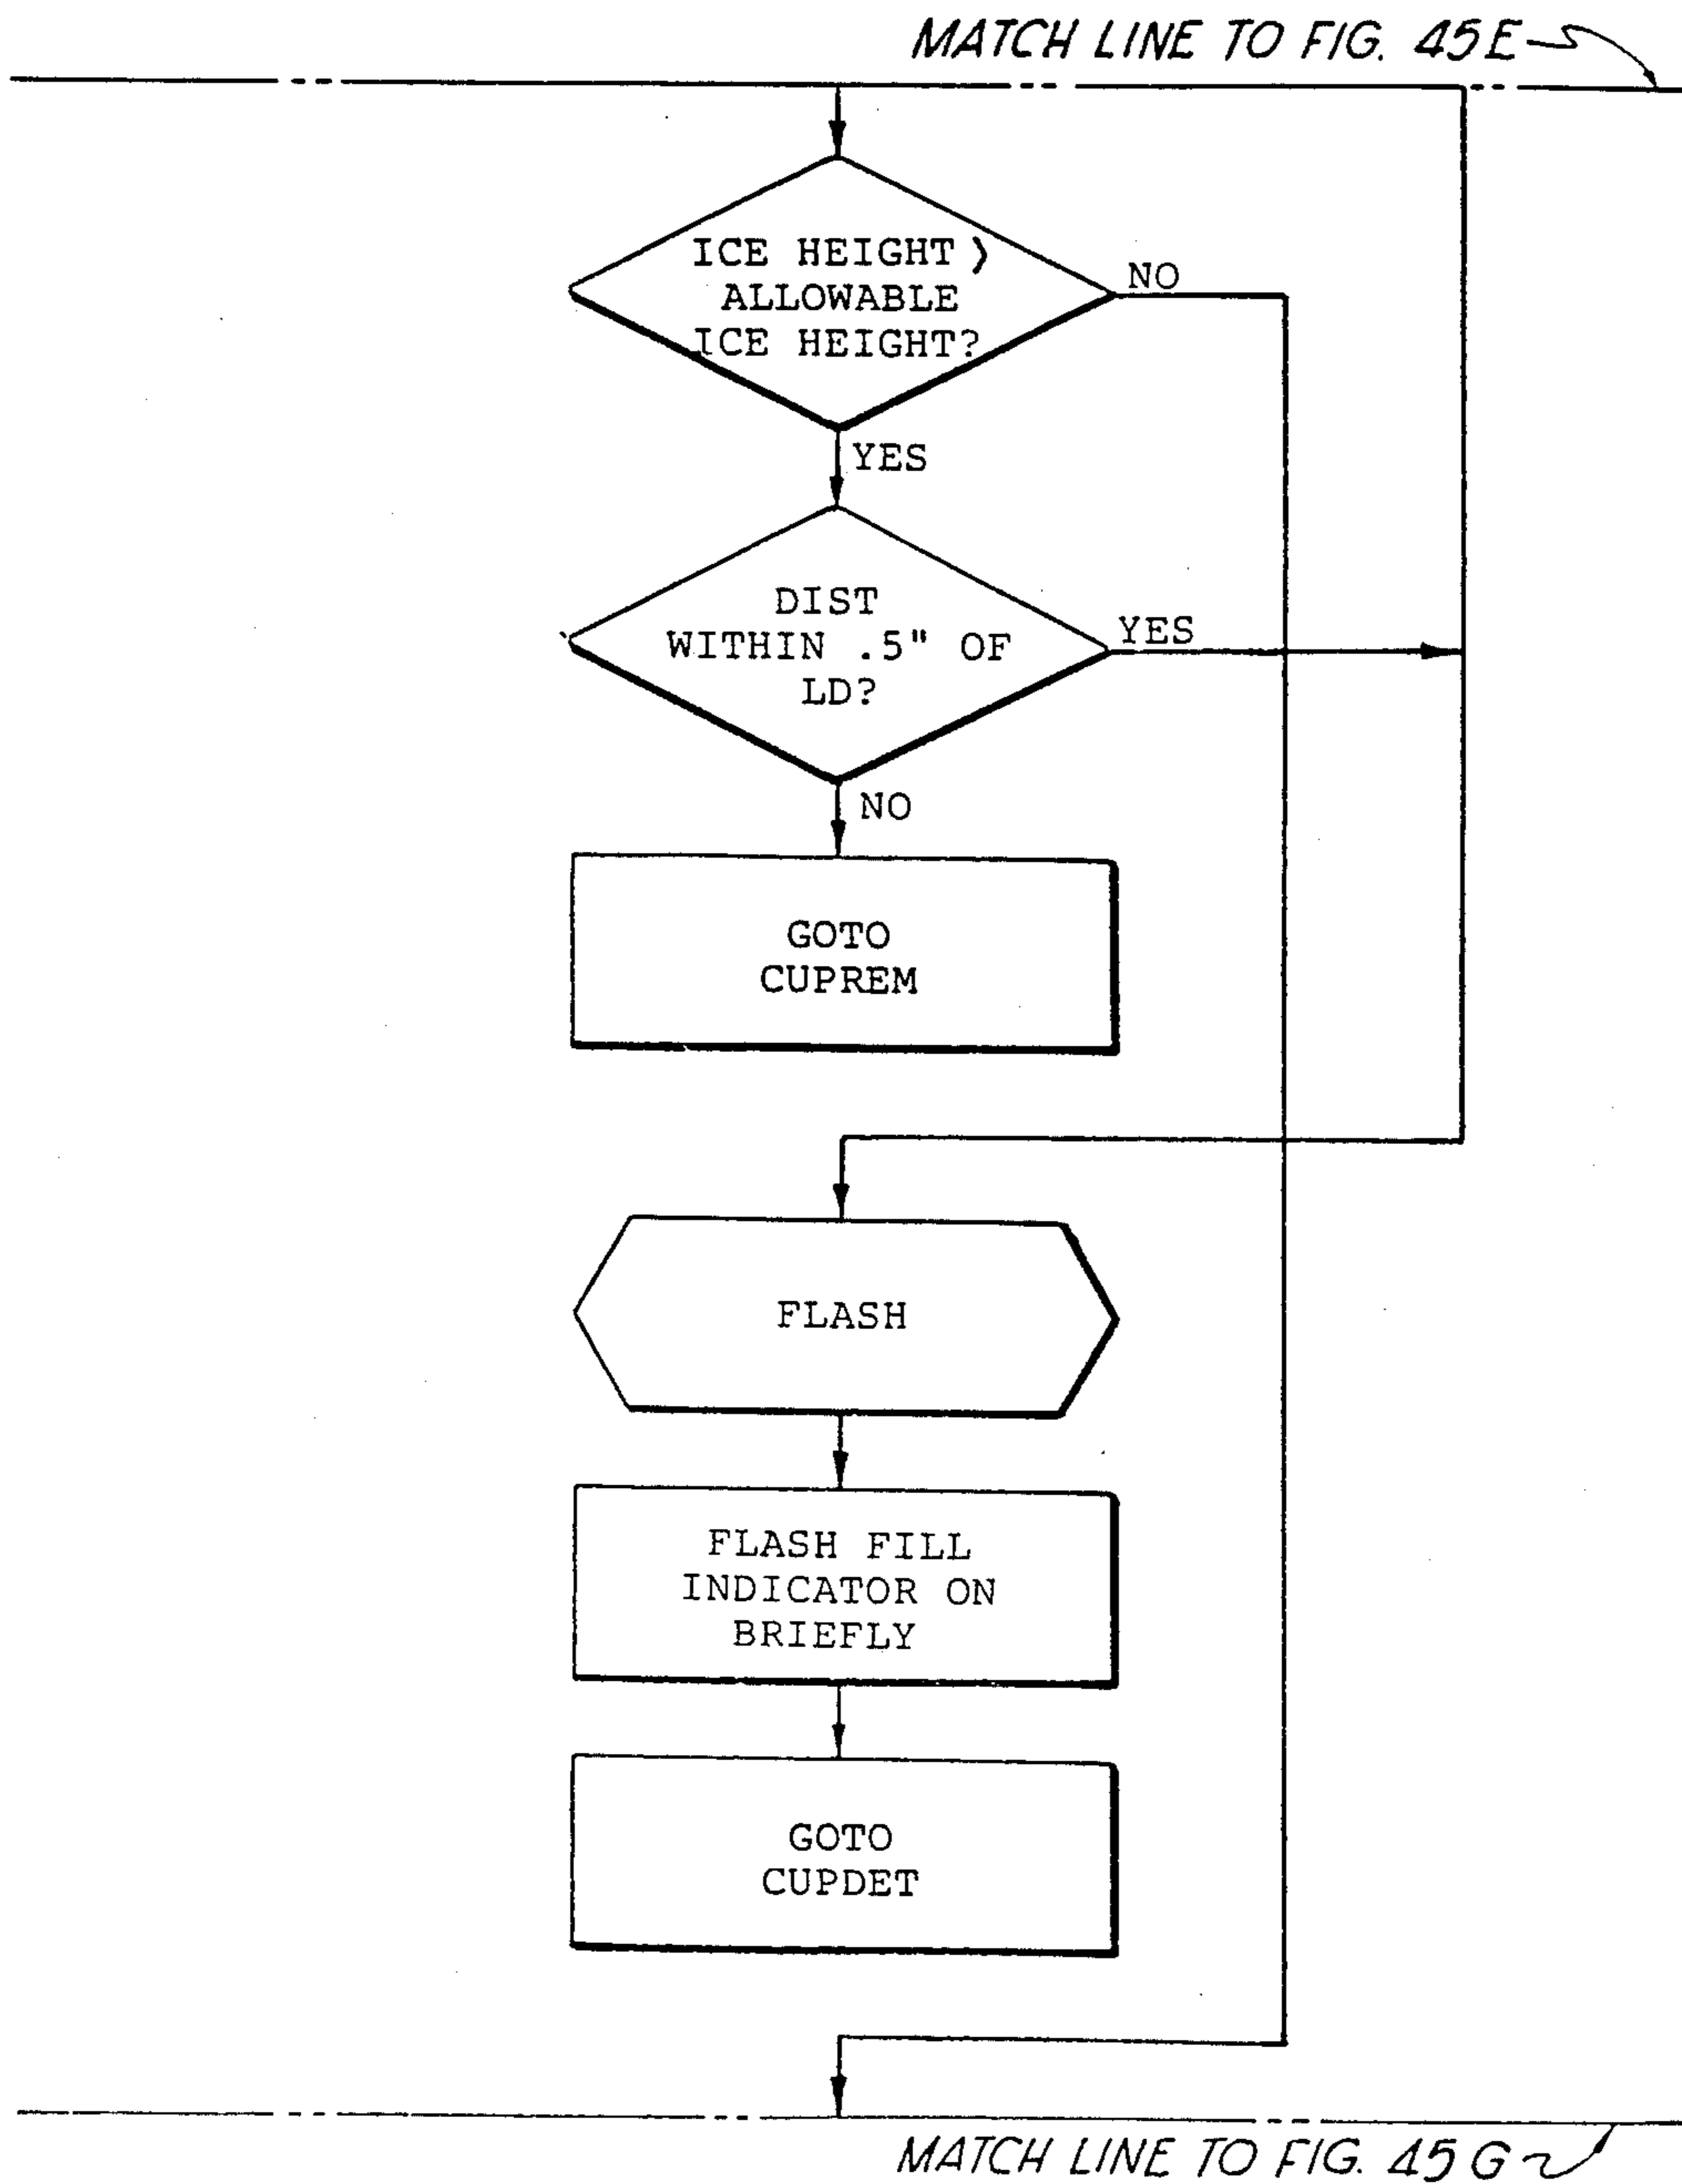 MATCH LINE TO FIG. 45E
ICE HEIGHT >
ALLOWABLE
ICE HEIGHT?
NO
YES
DIST
WITHIN .5" OF
LD?
YES
NO
GOTO
CUPREM
FLASH
FLASH FILL
INDICATOR ON
BRIEFLY
GOTO
CUPDET
MATCH LINE TO FIG. 45G